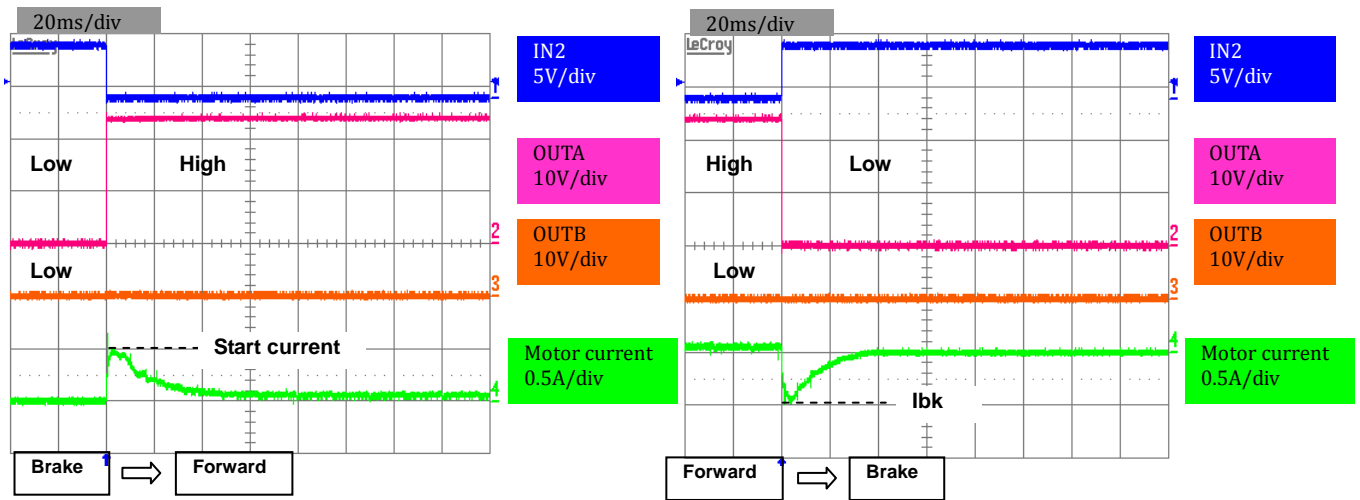 20ms/div
LeCroy
IN2
5V/div
1
OUTA
10V/div
Low
High
2
OUTB
10V/div
Low
3
Start current
Motor current
0.5A/div
4
Brake
Forward
20ms/div
LeCroy
IN2
5V/div
1
OUTA
10V/div
High
Low
2
OUTB
10V/div
Low
3
4
Motor current
0.5A/div
Ibk
Forward
Brake